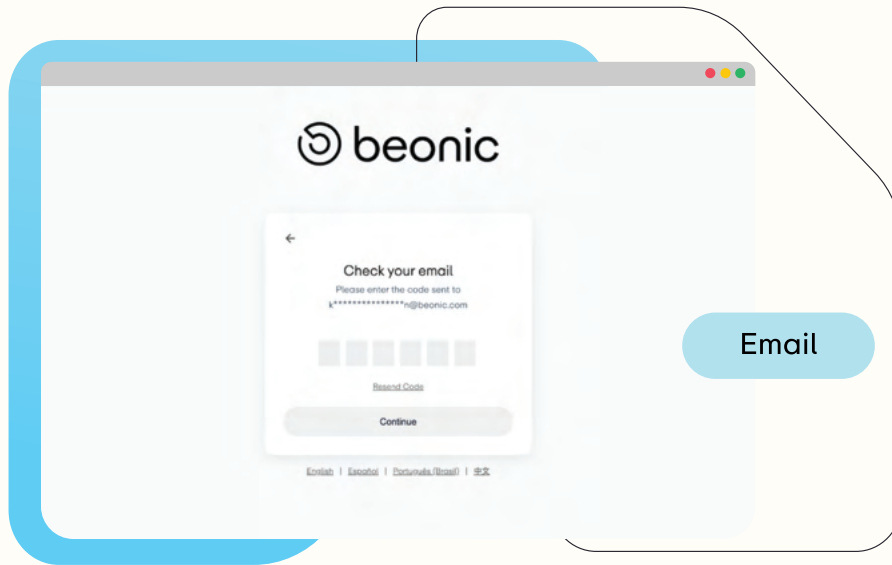 beonic
Check your email
Please enter the code sent to
k***************n@beonic.com
Resend Code
Continue
English | Español | Português (Brasil) | 中文
Email